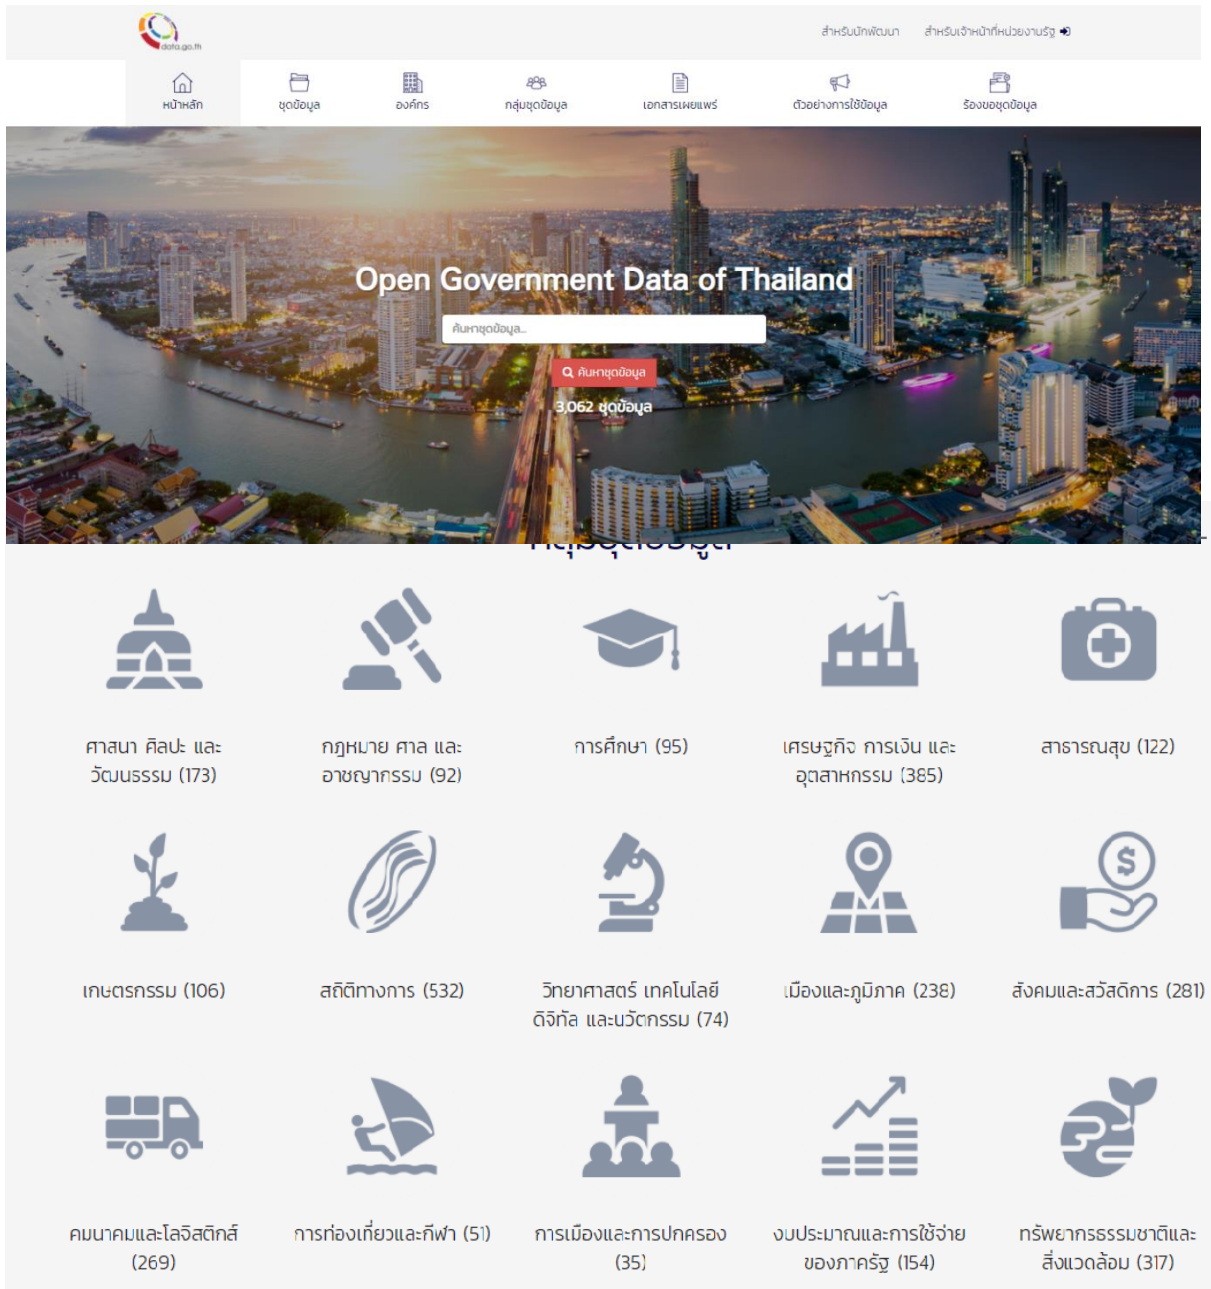 data.go.th
สำหรับนักพัฒนา สำหรับเจ้าหน้าที่หน่วยงานรัฐ
หน้าหลัก ชุดข้อมูล องค์กร กลุ่มชุดข้อมูล เอกสารเผยแพร่ ตัวอย่างการใช้ข้อมูล ร้องขอชุดข้อมูล
Open Government Data of Thailand
ค้นหาชุดข้อมูล...
ค้นหาชุดข้อมูล
3,062 ชุดข้อมูล
กลุ่มชุดข้อมูล
ศาสนา ศิลปะ และ
วัฒนธรรม (173)
กฎหมาย ศาล และ
อาชญากรรม (92)
การศึกษา (95)
เศรษฐกิจ การเงิน และ
อุตสาหกรรม (385)
สาธารณสุข (122)
เกษตรกรรม (106)
สถิติทางการ (532)
วิทยาศาสตร์ เทคโนโลยี
ดิจิทัล และนวัตกรรม (74)
เมืองและภูมิภาค (238)
สังคมและสวัสดิการ (281)
คมนาคมและโลจิสติกส์
(269)
การท่องเที่ยวและกีฬา (51)
การเมืองและการปกครอง
(35)
งบประมาณและการใช้จ่าย
ของภาครัฐ (154)
ทรัพยากรธรรมชาติและ
สิ่งแวดล้อม (317)